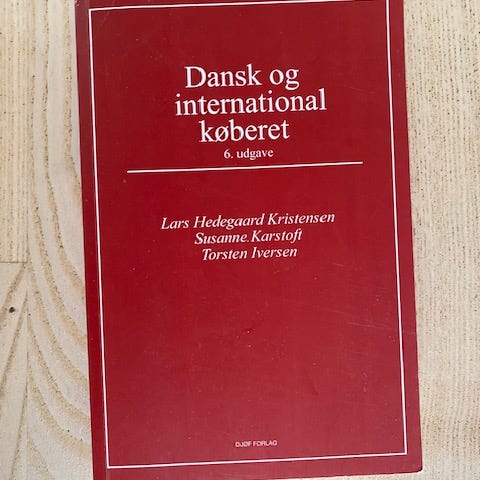 Dansk og
international
køberet
6. udgave
Lars Hedegaard Kristensen
Susanne Karstoft
Torsten Iversen
DJØF FORLAG